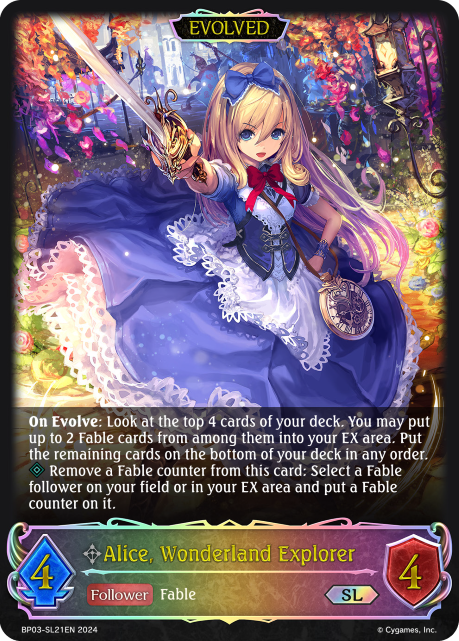 EVOLVED
On Evolve: Look at the top 4 cards of your deck. You may put
up to 2 Fable cards from among them into your EX area. Put
the remaining cards on the bottom of your deck in any order.
Remove a Fable counter from this card: Select a Fable
follower on your field or in your EX area and put a Fable
counter on it.
4
Alice, Wonderland Explorer
4
Follower Fable
SL
BP03-SL21EN 2024
© Cygames, Inc.